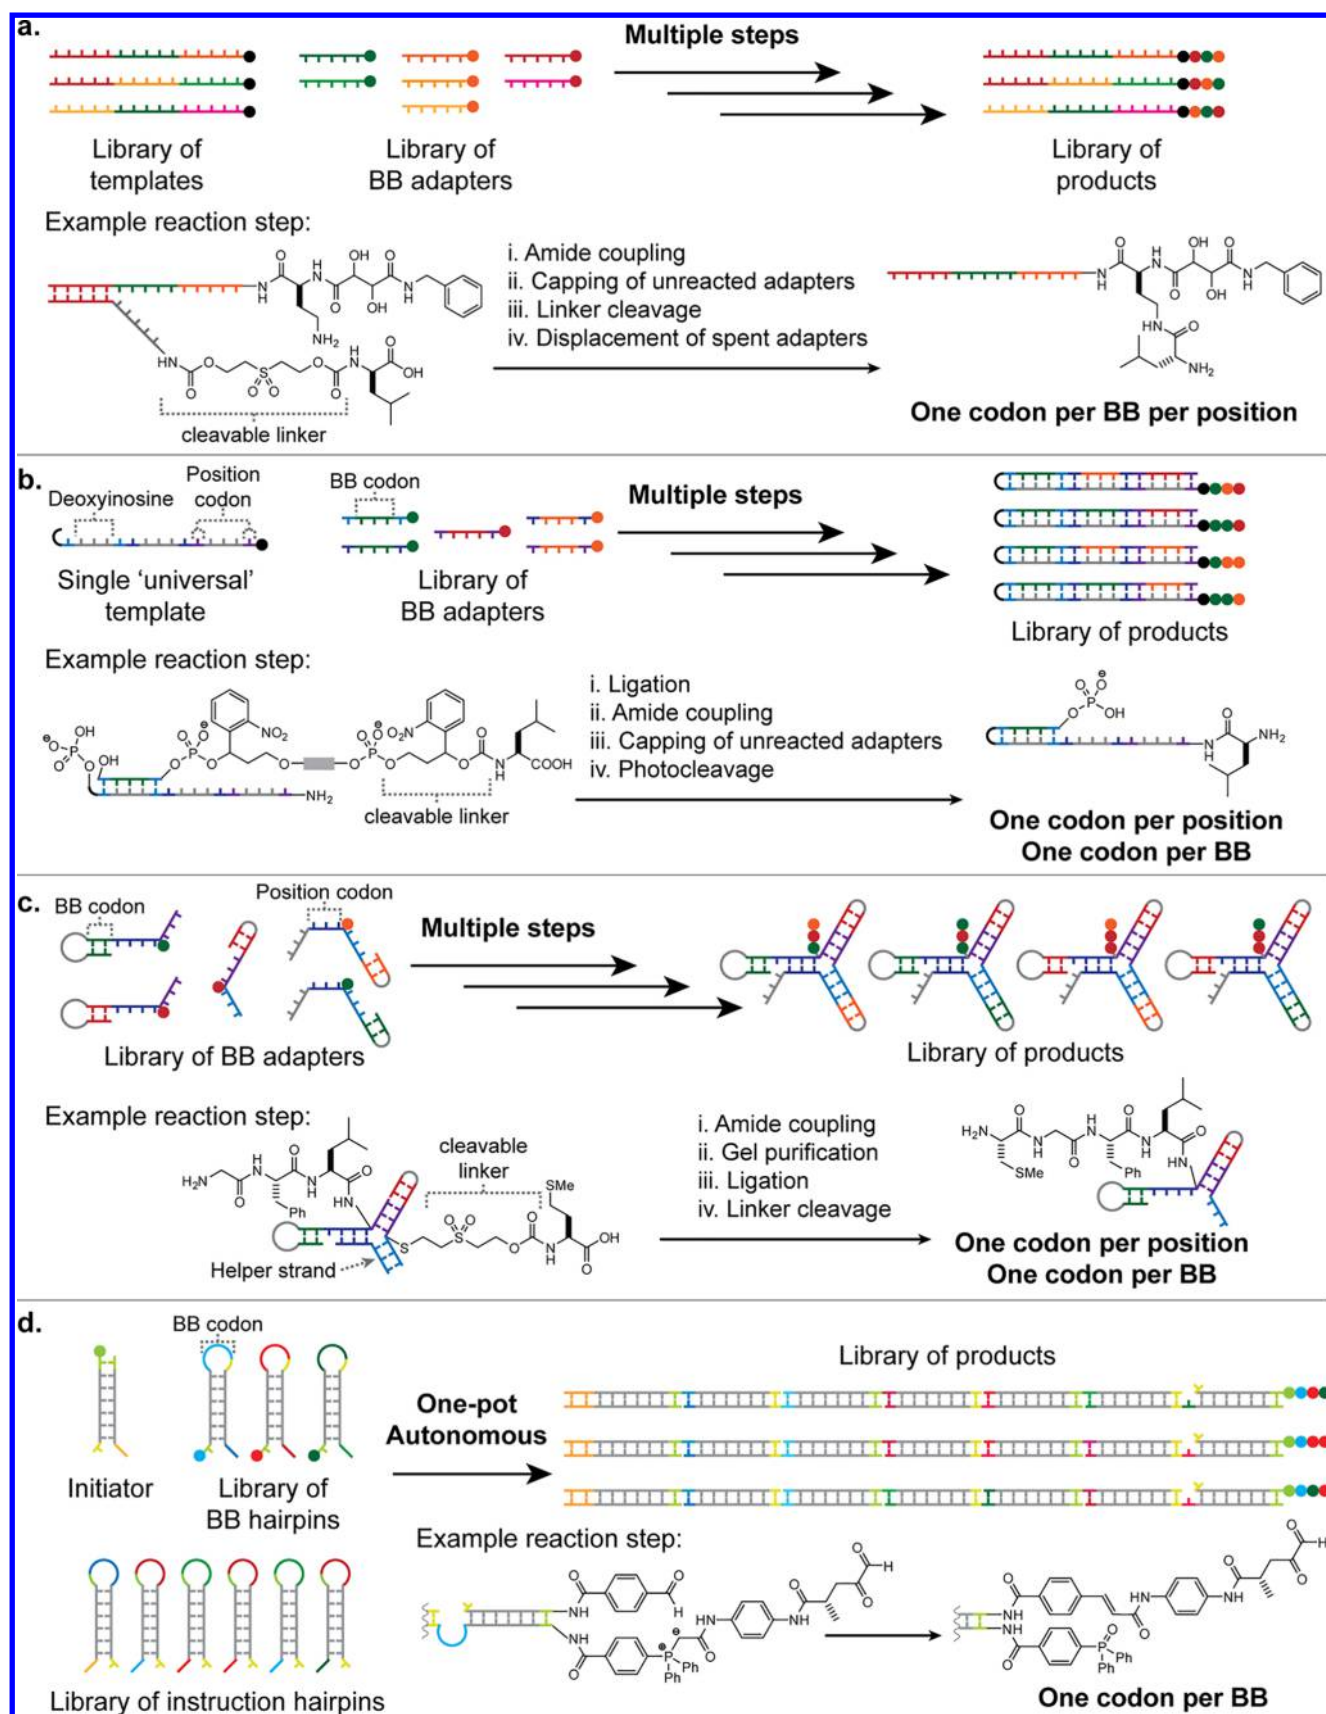 a.
Multiple steps
Library of
templates
Library of
BB adapters
Library of
products
Example reaction step:
i. Amide coupling
ii. Capping of unreacted adapters
iii. Linker cleavage
iv. Displacement of spent adapters
cleavable linker
One codon per BB per position
b.
Deoxyinosine
Position
codon
BB codon
Multiple steps
Single ‘universal’
template
Library of
BB adapters
Library of products
Example reaction step:
i. Ligation
ii. Amide coupling
iii. Capping of unreacted adapters
iv. Photocleavage
cleavable linker
One codon per position
One codon per BB
c.
BB codon
Position codon
Multiple steps
Library of BB adapters
Library of products
Example reaction step:
cleavable
linker
Helper strand
i. Amide coupling
ii. Gel purification
iii. Ligation
iv. Linker cleavage
One codon per position
One codon per BB
d.
BB codon
Initiator
Library of
BB hairpins
One-pot
Autonomous
Library of products
Library of instruction hairpins
Example reaction step:
One codon per BB